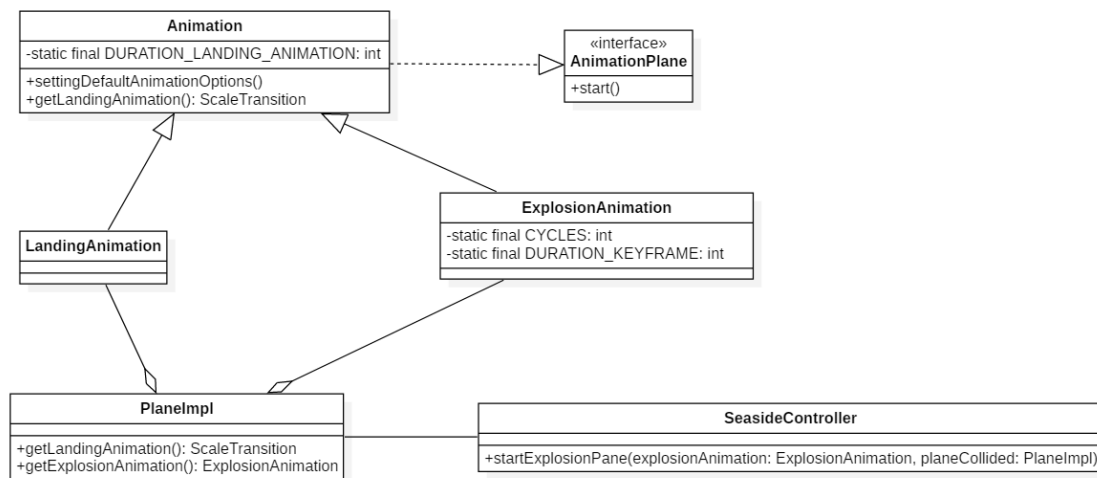 Animation
-static final DURATION_LANDING_ANIMATION: int
+settingDefaultAnimationOptions()
+getLandingAnimation(): ScaleTransition
«interface»
AnimationPlane
+start()
LandingAnimation
ExplosionAnimation
-static final CYCLES: int
-static final DURATION_KEYFRAME: int
PlaneImpl
+getLandingAnimation(): ScaleTransition
+getExplosionAnimation(): ExplosionAnimation
SeasideController
+startExplosionPane(explosionAnimation: ExplosionAnimation, planeCollided: PlaneImpl)